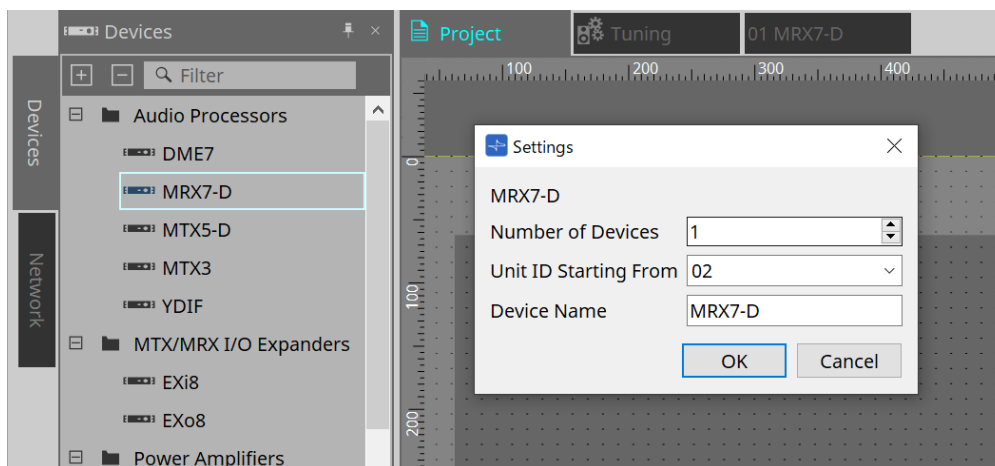 Devices
Project
Tuning
01 MRX7-D
Filter
100
200
300
400
Devices
Network
Audio Processors
DME7
MRX7-D
MTX5-D
MTX3
YDIF
MTX/MRX I/O Expanders
EXi8
EXo8
Power Amplifiers
0
100
200
Settings
MRX7-D
Number of Devices 1
Unit ID Starting From 02
Device Name MRX7-D
OK Cancel